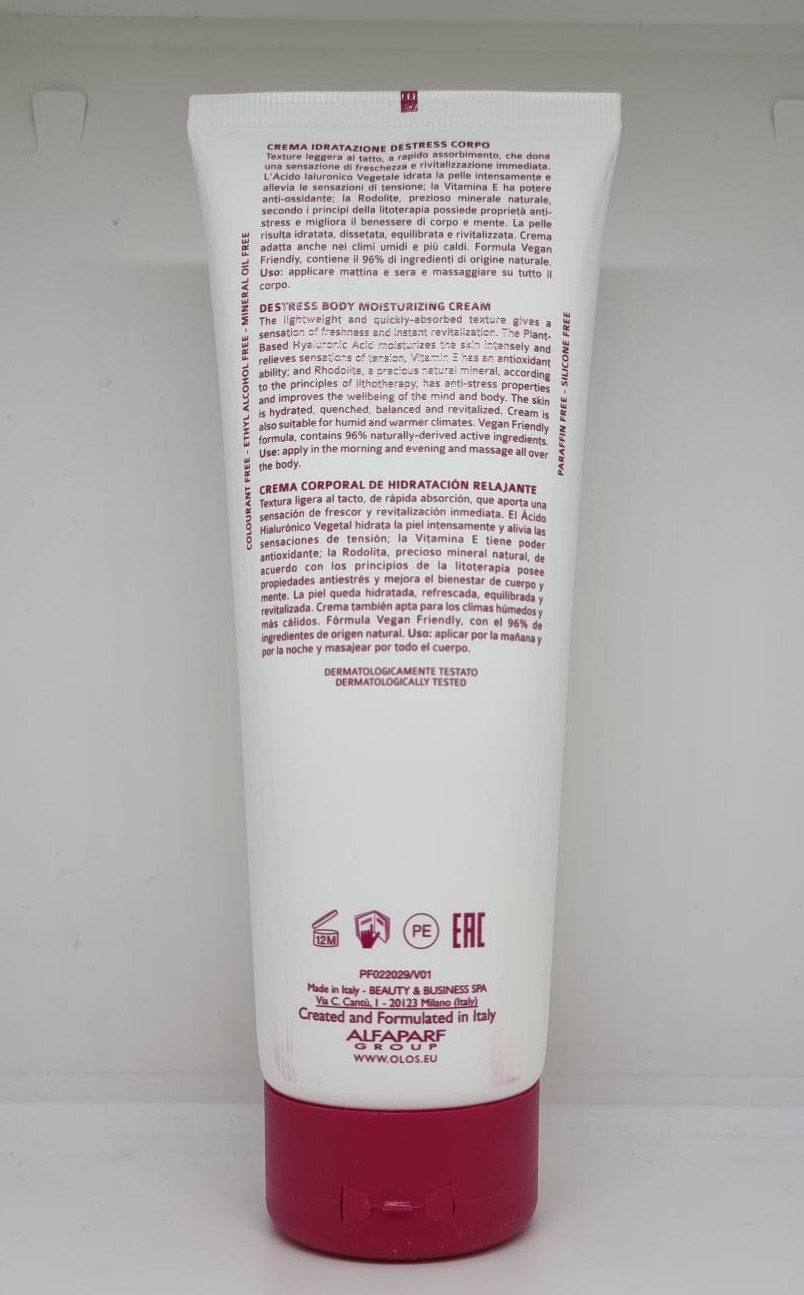 CREMA IDRATAZIONE DESTRESS CORPO
Texture leggera al tatto, a rapido assorbimento, che dona
una sensazione di freschezza e rivitalizzazione immediata.
L'Acido Ialuronico Vegetale idrata la pelle intensamente e
allevia le sensazioni di tensione; la Vitamina E ha potere
anti-ossidante; la Rodolite, prezioso minerale naturale,
secondo i principi della litoterapia possiede proprietà anti-
stress e migliora il benessere di corpo e mente. La pelle
risulta idratata, dissetata, equilibrata e rivitalizzata. Crema
adatta anche nei climi umidi e più caldi. Formula Vegan
Friendly, contiene il 96% di ingredienti di origine naturale.
Uso: applicare mattina e sera e massaggiare su tutto il
corpo.
DESTRESS BODY MOISTURIZING CREAM
The lightweight and quickly-absorbed texture gives a
sensation of freshness and instant revitalization. The Plant-
Based Hyaluronic Acid moisturizes the skin intensely and
relieves sensations of tension, Vitamin E has an antioxidant
ability; and Rhodolite, a precious natural mineral, according
to the principles of lithotherapy, has anti-stress properties
and improves the wellbeing of the mind and body. The skin
is hydrated, quenched, balanced and revitalized. Cream is
also suitable for humid and warmer climates. Vegan Friendly
formula, contains 96% naturally-derived active ingredients.
Use: apply in the morning and evening and massage all over
the body.
CREMA CORPORAL DE HIDRATACIÓN RELAJANTE
Textura ligera al tacto, de rápida absorción, que aporta una
sensación de frescor y revitalización inmediata. El Ácido
Hialurónico Vegetal hidrata la piel intensamente y alivia las
sensaciones de tensión; la Vitamina E tiene poder
antioxidante; la Rodolita, precioso mineral natural, de
acuerdo con los principios de la litoterapia posee
propiedades antiestrés y mejora el bienestar de cuerpo y
mente. La piel queda hidratada, refrescada, equilibrada y
revitalizada. Crema también apta para los climas húmedos y
más cálidos. Fórmula Vegan Friendly, con el 96% de
ingredientes de origen natural. Uso: aplicar por la mañana y
por la noche y masajear por todo el cuerpo.
COLOURANT FREE - ETHYL ALCOHOL FREE - MINERAL OIL FREE
PARAFFIN FREE - SILICONE FREE
DERMATOLOGICAMENTE TESTATO
DERMATOLOGICALLY TESTED
12M
PE
EAC
PF022029/V01
Made in Italy - BEAUTY & BUSINESS SPA
Via C. Cantù, 1 - 20123 Milano (Italy)
Created and Formulated in Italy
ALFAPARF
GROUP
WWW.OLOS.EU